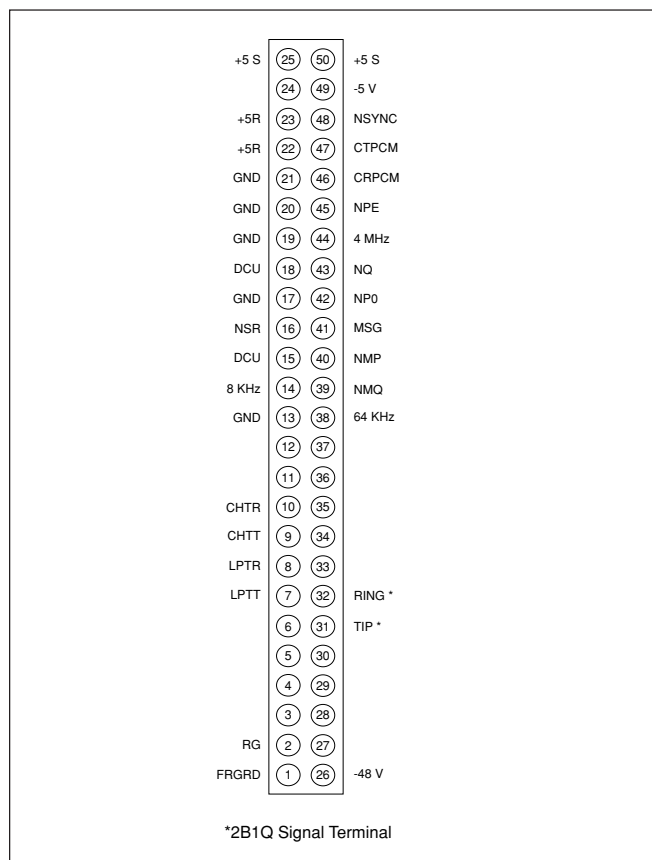 +5 S 25 50 +5 S
24 49 -5 V
+5R 23 48 NSYNC
+5R 22 47 CTPCM
GND 21 46 CRPCM
GND 20 45 NPE
GND 19 44 4 MHz
DCU 18 43 NQ
GND 17 42 NP0
NSR 16 41 MSG
DCU 15 40 NMP
8 KHz 14 39 NMQ
GND 13 38 64 KHz
12 37
11 36
CHTR 10 35
CHTT 9 34
LPTR 8 33
LPTT 7 32 RING *
6 31 TIP *
5 30
4 29
3 28
RG 2 27
FRGRD 1 26 -48 V
*2B1Q Signal Terminal